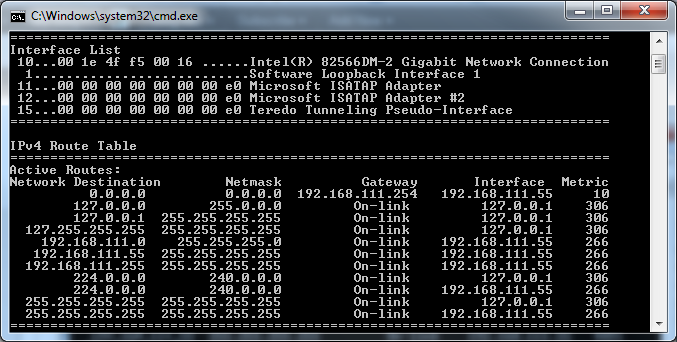 C:\Windows\system32\cmd.exe
===========================================================================
Interface List
 10...00 1e 4f f5 00 16 ......Intel(R) 82566DM-2 Gigabit Network Connection
  1...........................Software Loopback Interface 1
 11...00 00 00 00 00 00 00 e0 Microsoft ISATAP Adapter
 12...00 00 00 00 00 00 00 e0 Microsoft ISATAP Adapter #2
 15...00 00 00 00 00 00 00 e0 Teredo Tunneling Pseudo-Interface
===========================================================================
IPv4 Route Table
===========================================================================
Active Routes:
Network Destination        Netmask          Gateway       Interface  Metric
          0.0.0.0          0.0.0.0  192.168.111.254   192.168.111.55     10
        127.0.0.0        255.0.0.0         On-link         127.0.0.1    306
        127.0.0.1  255.255.255.255         On-link         127.0.0.1    306
  127.255.255.255  255.255.255.255         On-link         127.0.0.1    306
    192.168.111.0    255.255.255.0         On-link    192.168.111.55    266
   192.168.111.55  255.255.255.255         On-link    192.168.111.55    266
  192.168.111.255  255.255.255.255         On-link    192.168.111.55    266
        224.0.0.0        240.0.0.0         On-link         127.0.0.1    306
        224.0.0.0        240.0.0.0         On-link    192.168.111.55    266
  255.255.255.255  255.255.255.255         On-link         127.0.0.1    306
  255.255.255.255  255.255.255.255         On-link    192.168.111.55    266
===========================================================================